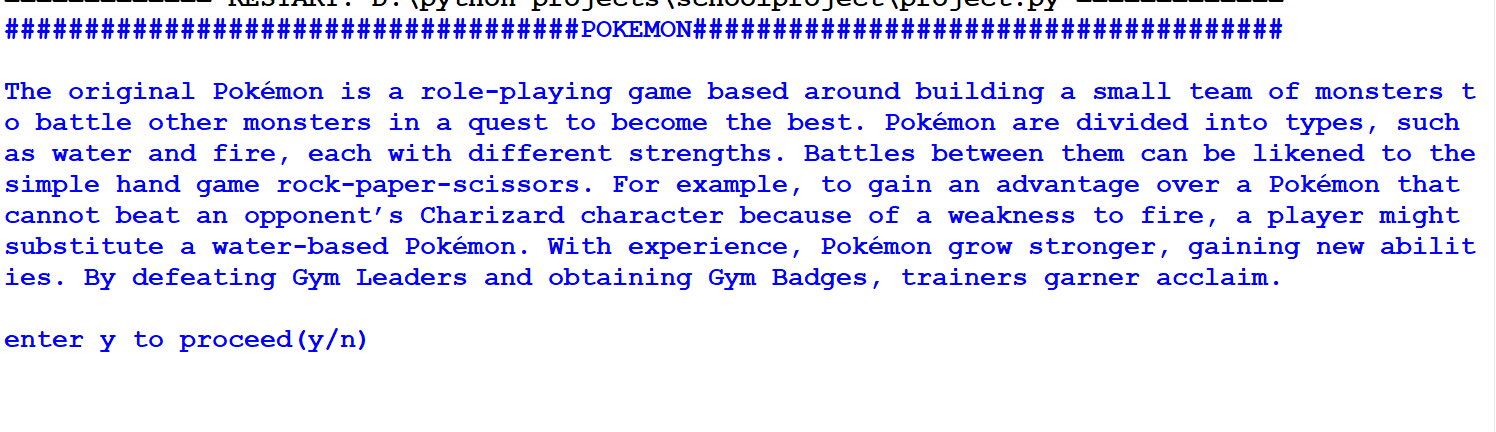 ============= RESTART: D:\python projects\schoolproject\project.py =============
####################################POKEMON#####################################
The original Pokémon is a role-playing game based around building a small team of monsters t
o battle other monsters in a quest to become the best. Pokémon are divided into types, such
as water and fire, each with different strengths. Battles between them can be likened to the
simple hand game rock-paper-scissors. For example, to gain an advantage over a Pokémon that
cannot beat an opponent’s Charizard character because of a weakness to fire, a player might
substitute a water-based Pokémon. With experience, Pokémon grow stronger, gaining new abilit
ies. By defeating Gym Leaders and obtaining Gym Badges, trainers garner acclaim.
enter y to proceed(y/n)